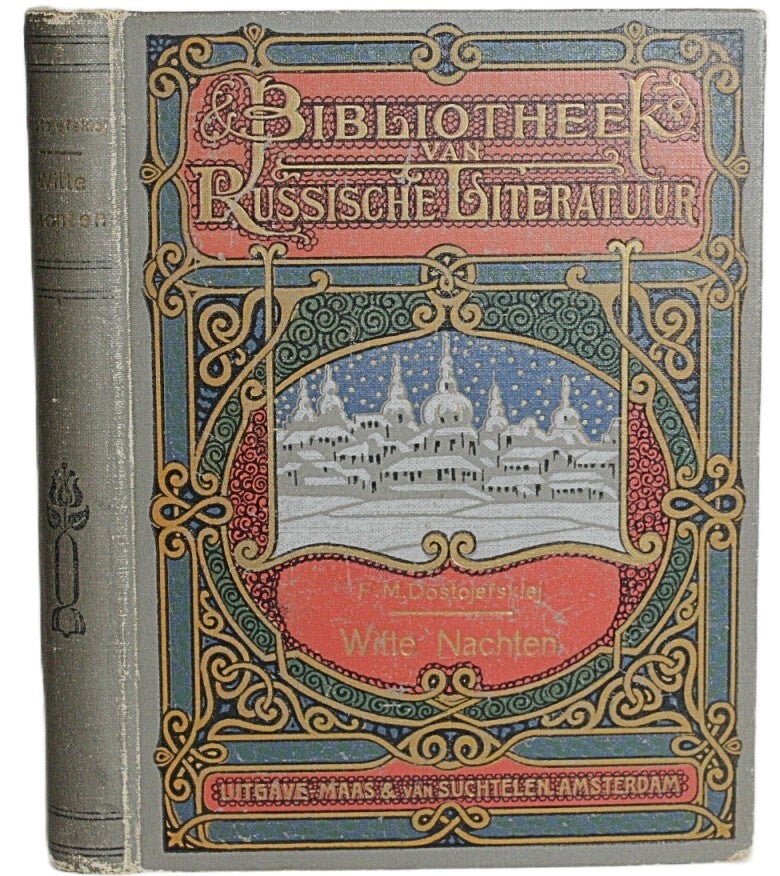 BIBLIOTHEEK
VAN
RUSSISCHE LITERATUUR
F. M. Dostojefskiej
Witte Nachten.
UITGAVE MAAS & VAN SUCHTELEN, AMSTERDAM
Witte
Nachten